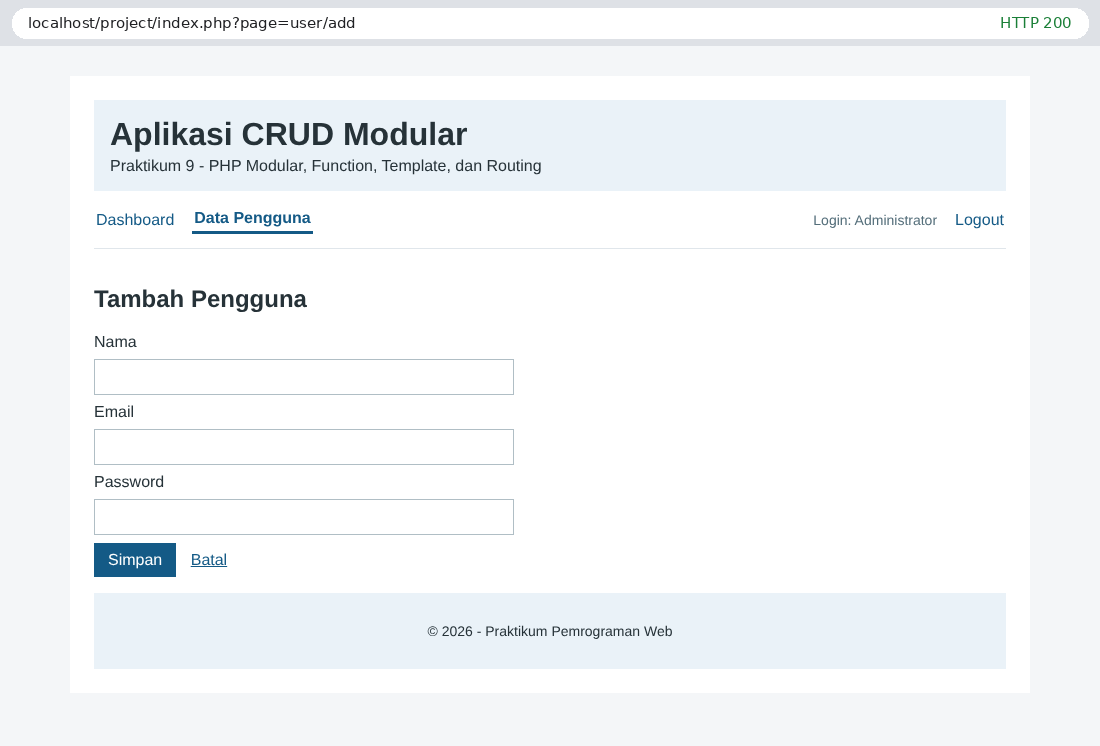 localhost/project/index.php?page=user/add HTTP 200
Aplikasi CRUD Modular
Praktikum 9 - PHP Modular, Function, Template, dan Routing
Dashboard Data Pengguna Login: Administrator Logout
Tambah Pengguna
Nama
Email
Password
Simpan Batal
© 2026 - Praktikum Pemrograman Web